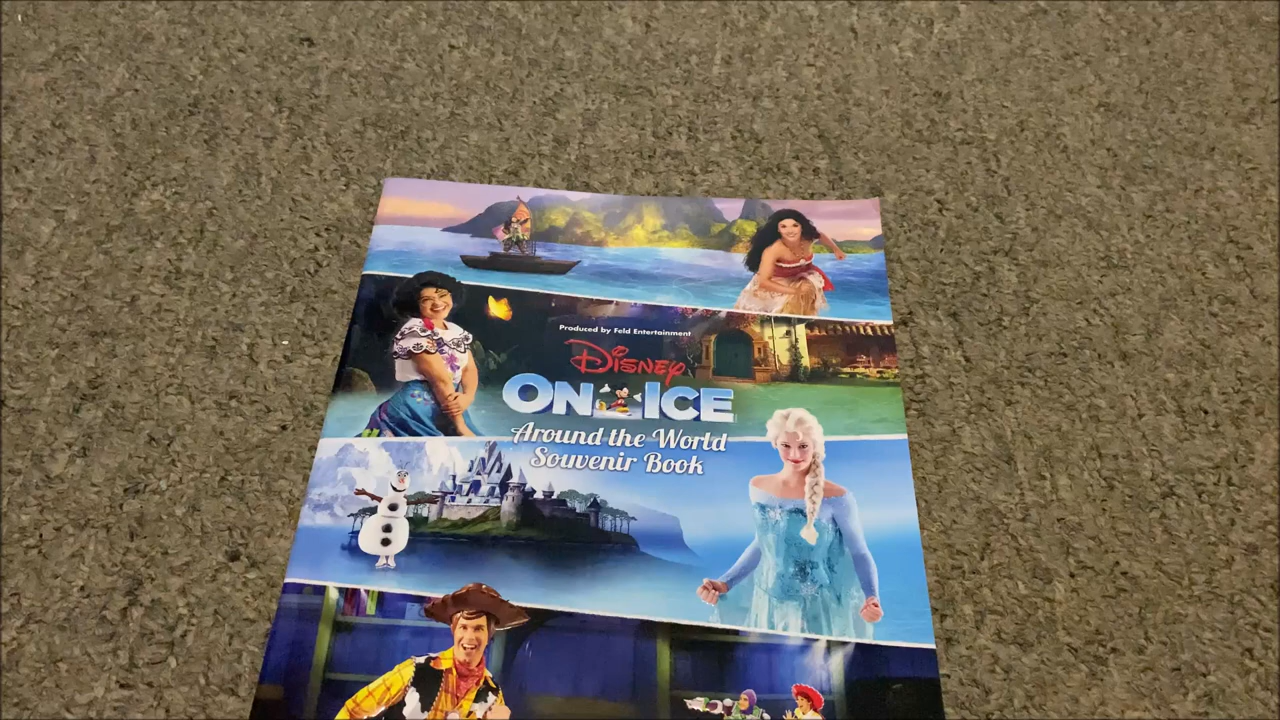 Produced by Feld Entertainment
Disney
ON ICE
Around the World
Souvenir Book